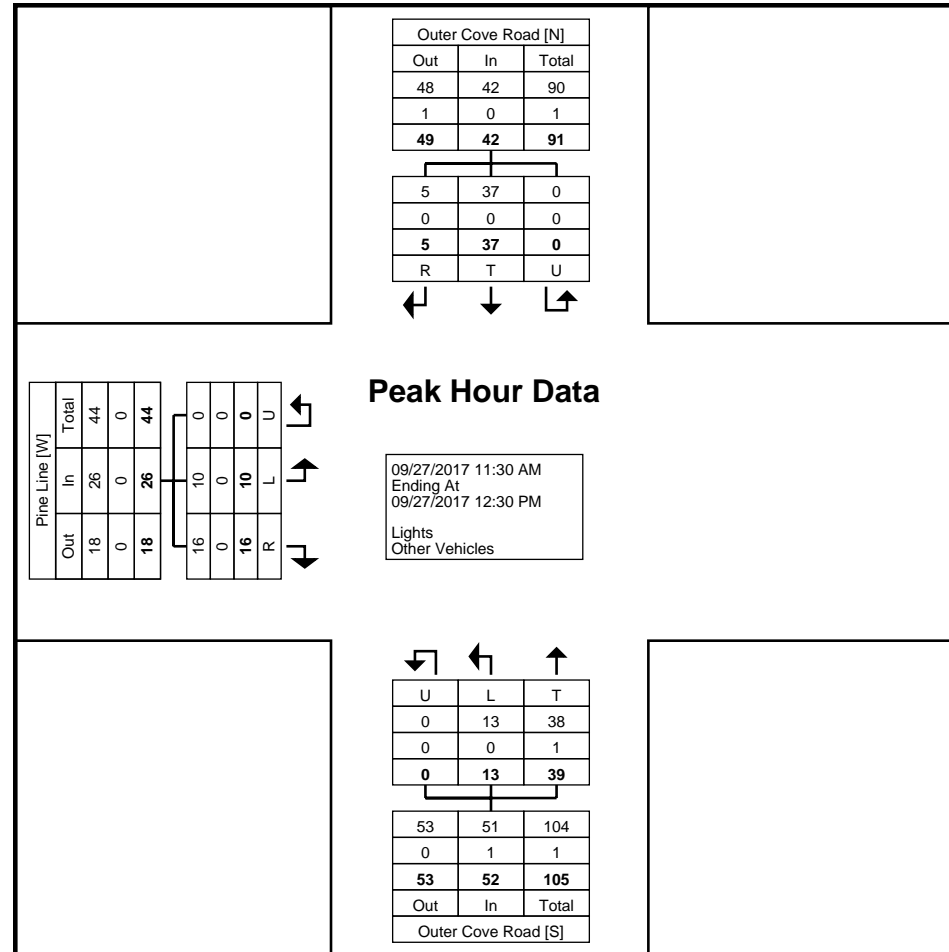 Outer Cove Road [N]
Out In Total
48 42 90
1 0 1
49 42 91
5 37 0
0 0 0
5 37 0
R T U
Peak Hour Data
Pine Line [W]
Out In Total
18 26 44
0 0 0
18 26 44
16 10 0
0 0 0
16 10 0
R L U
09/27/2017 11:30 AM
Ending At
09/27/2017 12:30 PM
Lights
Other Vehicles
U L T
0 13 38
0 0 1
0 13 39
53 51 104
0 1 1
53 52 105
Out In Total
Outer Cove Road [S]